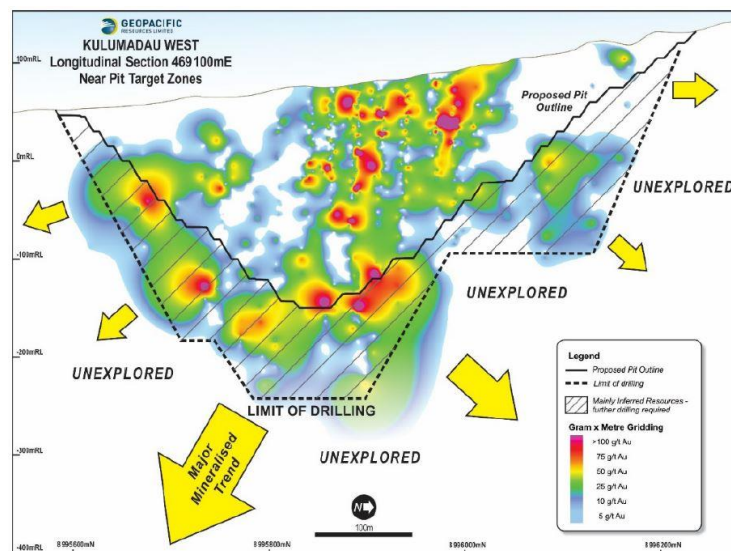 GEOPACIFIC
RESOURCES LIMITED
KULUMADAU WEST
Longitudinal Section 469100mE
Near Pit Target Zones
100mRL
0mRL
-100mRL
-200mRL
-300mRL
-400mRL
Proposed Pit
Outline
UNEXPLORED
UNEXPLORED
UNEXPLORED
LIMIT OF DRILLING
UNEXPLORED
Major
Mineralised
Trend
N
100m
8995600mN
8995800mN
8996000mN
8996200mN
Legend
Proposed Pit Outline
Limit of drilling
Mainly Inferred Resources -
further drilling required
Gram x Metre Gridding
>100 g/t Au
75 g/t Au
50 g/t Au
25 g/t Au
10 g/t Au
5 g/t Au